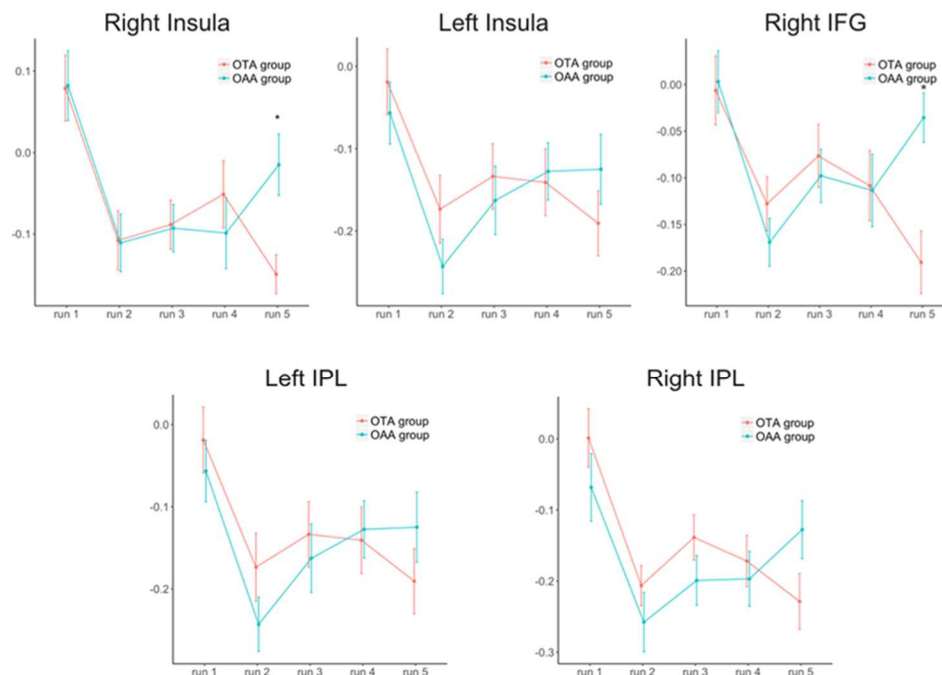 Right Insula
OTA group
OAA group
*
0.1
0.0
-0.1
run 1 run 2 run 3 run 4 run 5
Left Insula
OTA group
OAA group
0.0
-0.1
-0.2
run 1 run 2 run 3 run 4 run 5
Right IFG
OTA group
OAA group
*
0.00
-0.05
-0.10
-0.15
-0.20
run 1 run 2 run 3 run 4 run 5
Left IPL
OTA group
OAA group
0.0
-0.1
-0.2
run 1 run 2 run 3 run 4 run 5
Right IPL
OTA group
OAA group
0.0
-0.1
-0.2
-0.3
run 1 run 2 run 3 run 4 run 5